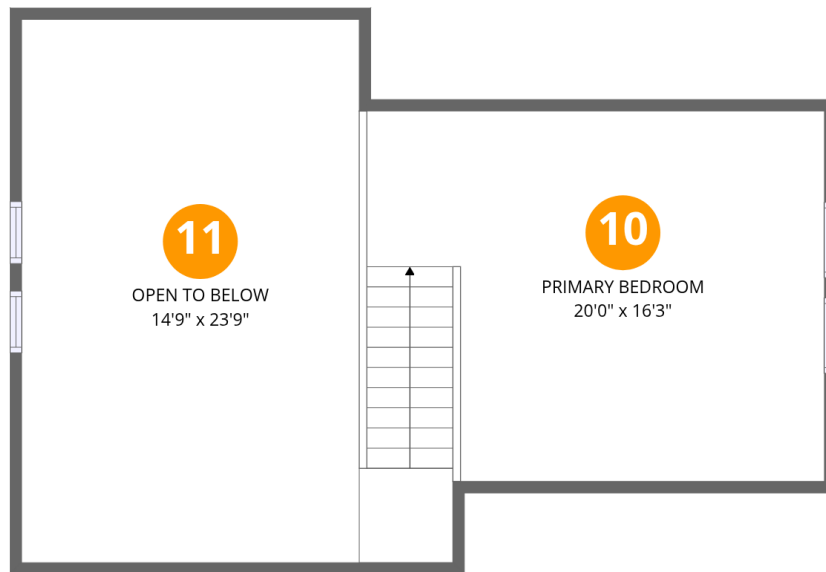 11
OPEN TO BELOW
14'9" x 23'9"
10
PRIMARY BEDROOM
20'0" x 16'3"